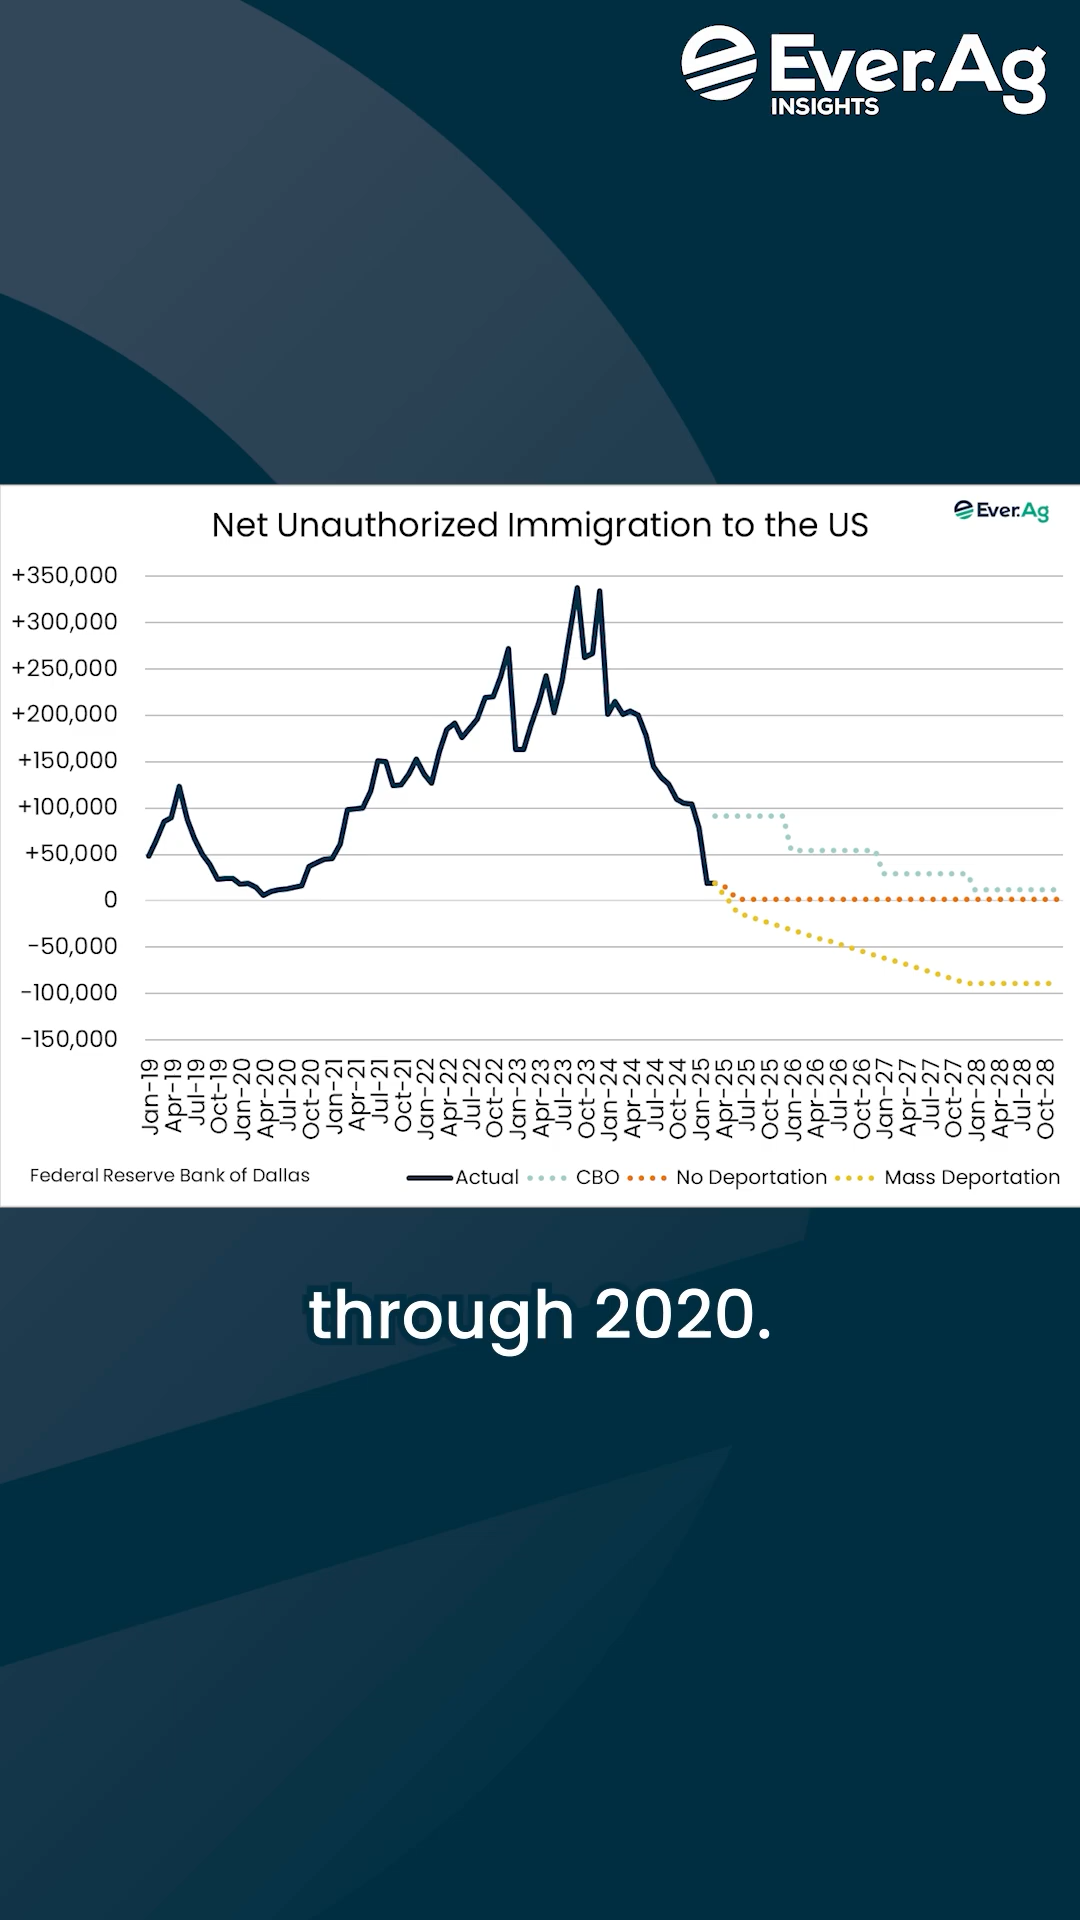 Ever.Ag
INSIGHTS
Net Unauthorized Immigration to the US
Ever.Ag
+350,000
+300,000
+250,000
+200,000
+150,000
+100,000
+50,000
0
-50,000
-100,000
-150,000
Jan-19
Apr-19
Jul-19
Oct-19
Jan-20
Apr-20
Jul-20
Oct-20
Jan-21
Apr-21
Jul-21
Oct-21
Jan-22
Apr-22
Jul-22
Oct-22
Jan-23
Apr-23
Jul-23
Oct-23
Jan-24
Apr-24
Jul-24
Oct-24
Jan-25
Apr-25
Jul-25
Oct-25
Jan-26
Apr-26
Jul-26
Oct-26
Jan-27
Apr-27
Jul-27
Oct-27
Jan-28
Apr-28
Jul-28
Oct-28
Federal Reserve Bank of Dallas
Actual
CBO
No Deportation
Mass Deportation
through 2020.